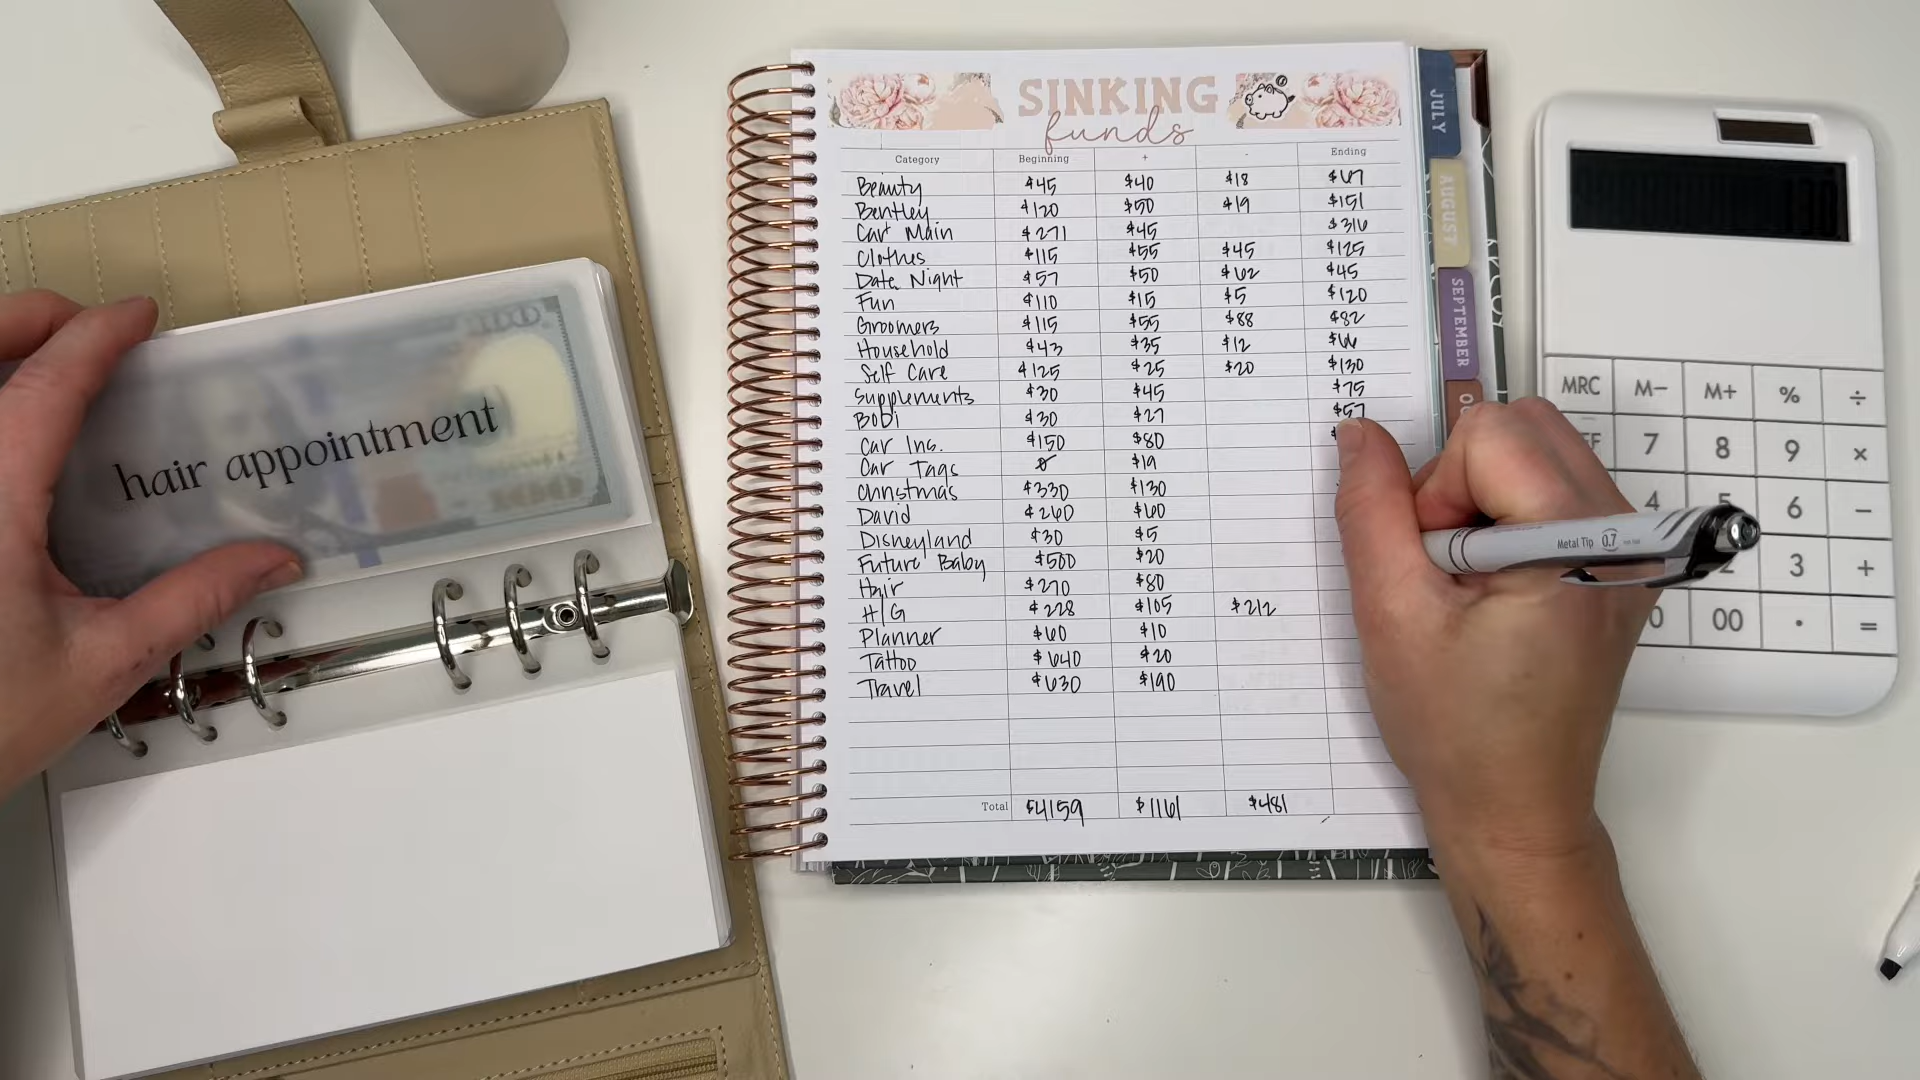 SINKING
funds
Category Beginning + - Ending
Beauty $45 $40 $18 $67
Bentley $120 $50 $19 $151
Car Main $271 $45 $316
Clothes $115 $55 $45 $125
Date Night $57 $50 $62 $45
Fun $110 $15 $5 $120
Groomers $115 $55 $88 $82
Household $43 $35 $12 $66
Self Care $125 $25 $20 $130
Supplements $30 $45 $75
Bobi $30 $27 $57
Car Ins. $150 $80 $
Car Tags 0 $19
Christmas $330 $130
David $260 $60
Disneyland $30 $5
Future Baby $500 $20
Hair $270 $80
H/G $228 $105 $212
Planner $60 $10
Tattoo $640 $20
Travel $630 $190
Total $4159 $1161 $481
hair appointment
100
JULY
AUGUST
SEPTEMBER
Metal Tip 0.7
MRC M- M+ % ÷
7 8 9 ×
4 5 6 -
2 3 +
0 00 . =